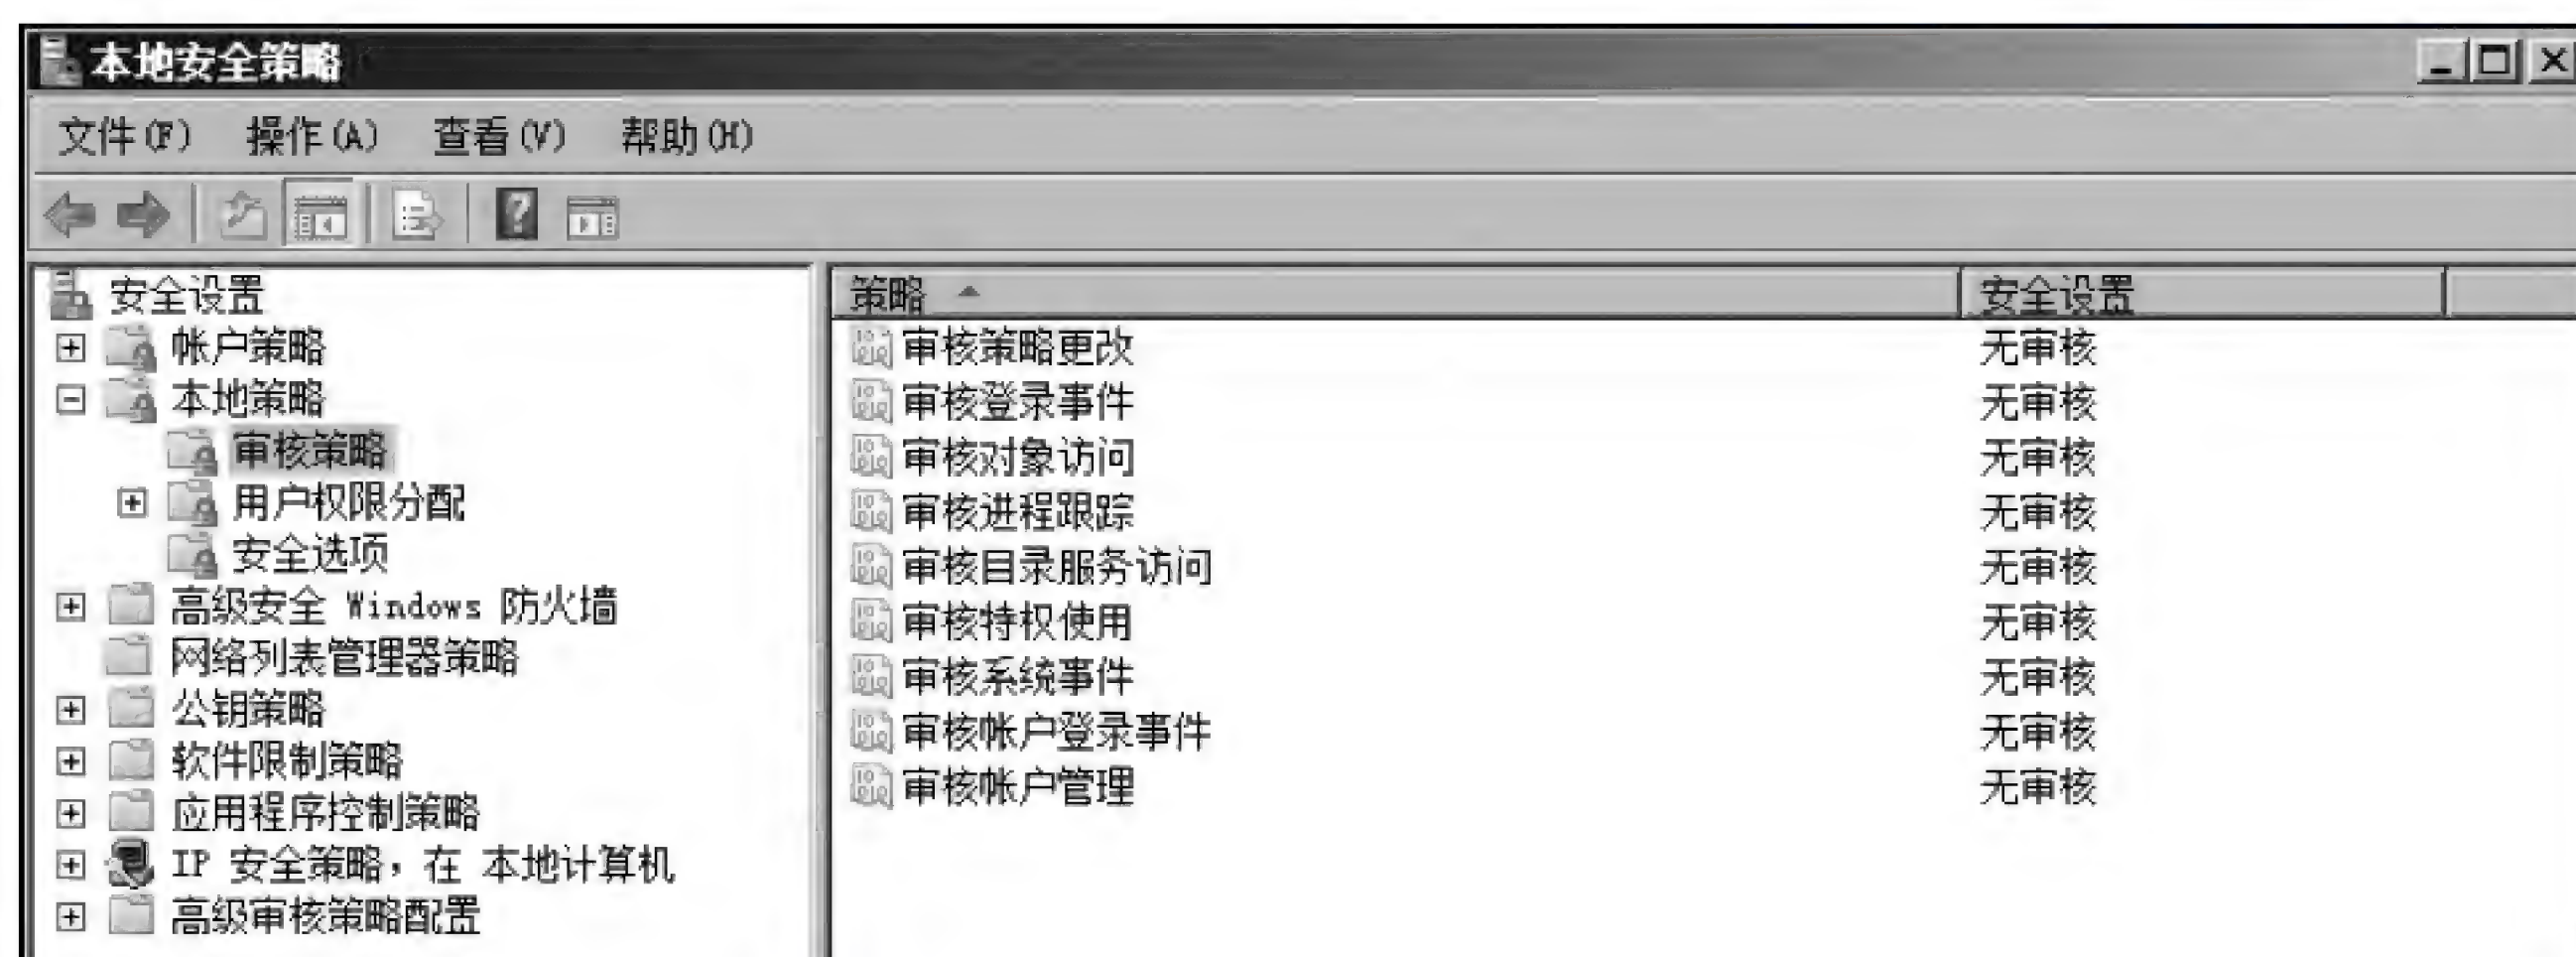 本地安全策略
文件(F) 操作(A) 查看(V) 帮助(H)
安全设置
帐户策略
本地策略
审核策略
用户权限分配
安全选项
高级安全 Windows 防火墙
网络列表管理器策略
公钥策略
软件限制策略
应用程序控制策略
IP 安全策略，在 本地计算机
高级审核策略配置
策略 安全设置
审核策略更改 无审核
审核登录事件 无审核
审核对象访问 无审核
审核进程跟踪 无审核
审核目录服务访问 无审核
审核特权使用 无审核
审核系统事件 无审核
审核帐户登录事件 无审核
审核帐户管理 无审核